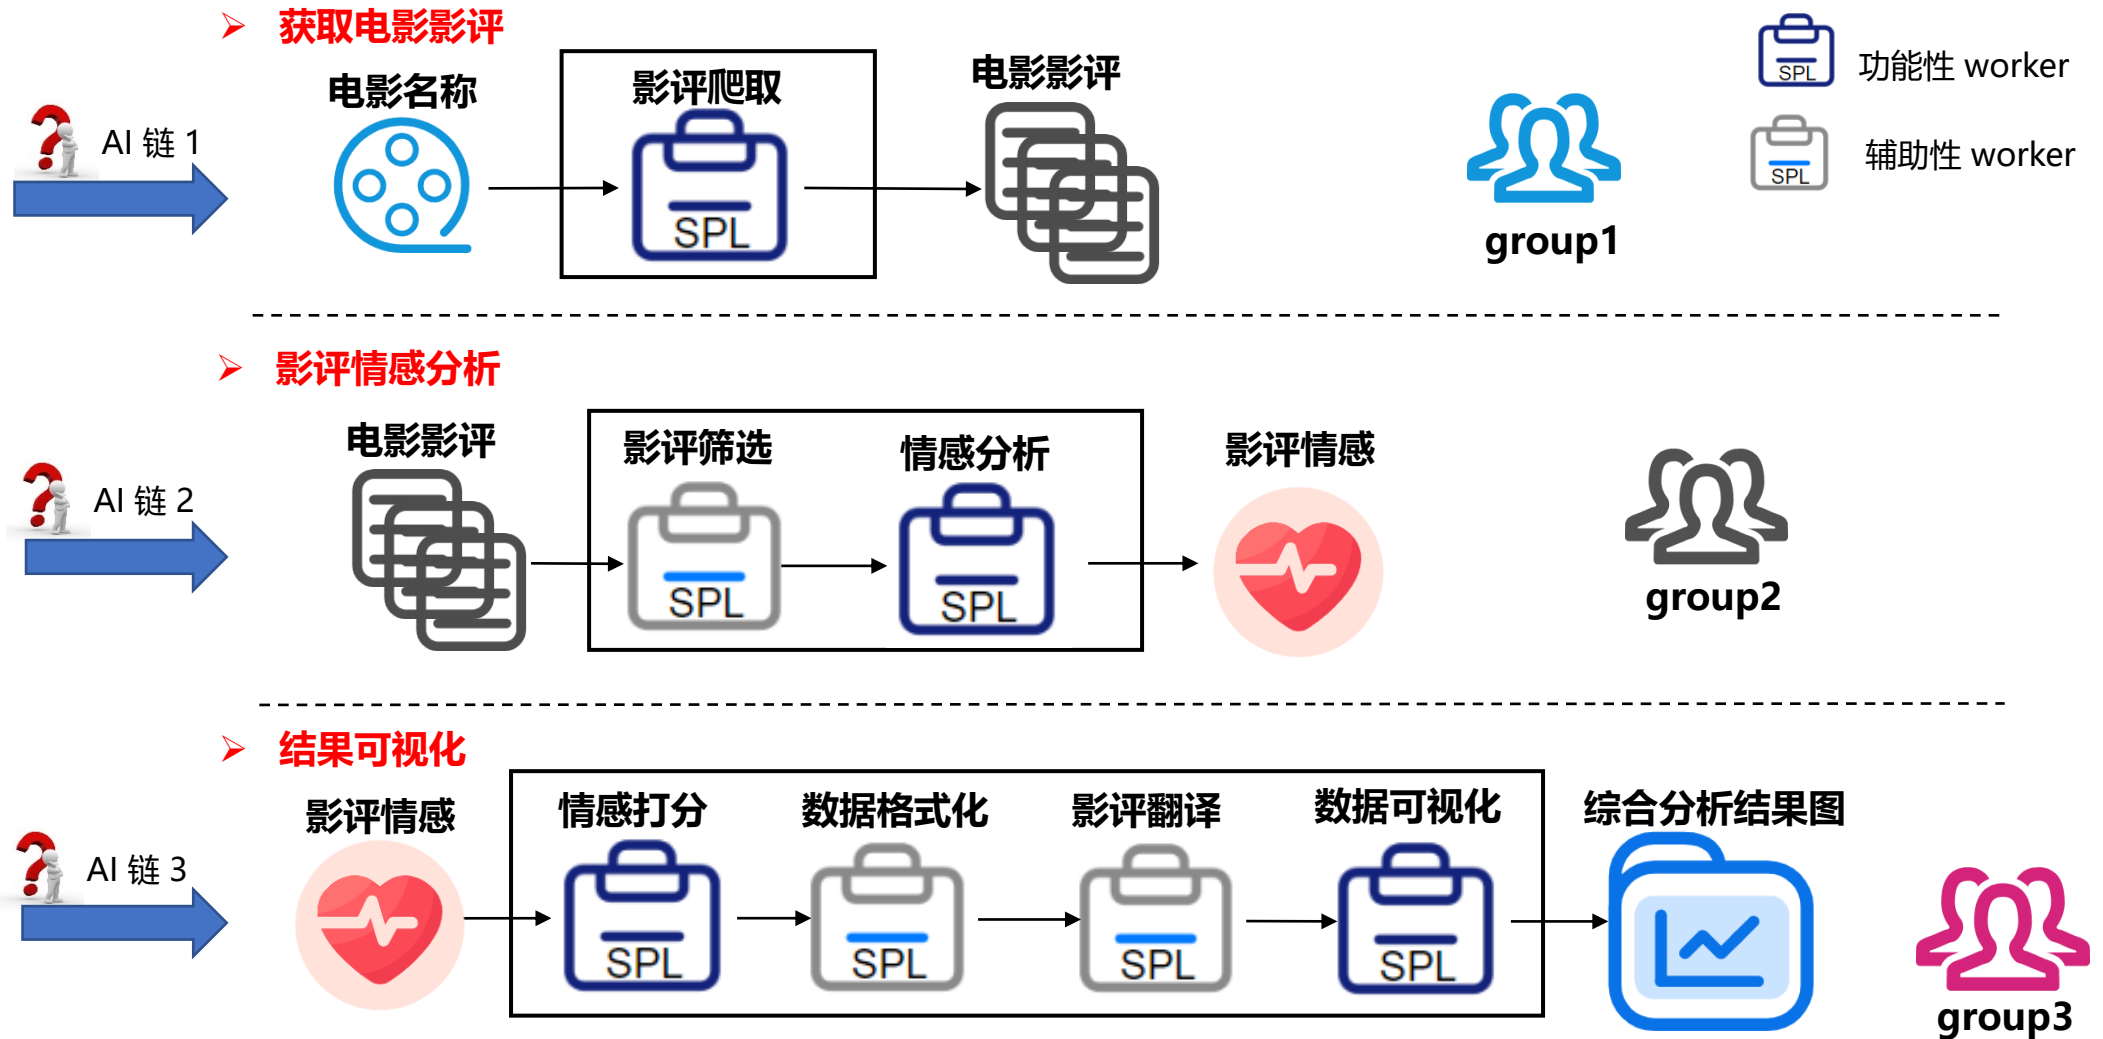 ➢ 获取电影影评
AI 链 1
电影名称
影评爬取
SPL
电影影评
group1
SPL
功能性 worker
SPL
辅助性 worker
➢ 影评情感分析
AI 链 2
电影影评
影评筛选
SPL
情感分析
SPL
影评情感
group2
➢ 结果可视化
AI 链 3
影评情感
情感打分
SPL
数据格式化
SPL
影评翻译
SPL
数据可视化
SPL
综合分析结果图
group3